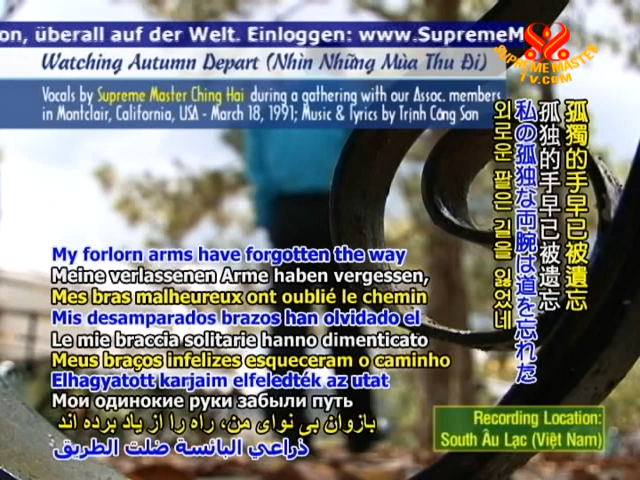 on, überall auf der Welt. Einloggen: www.SupremeM
SUPREME MASTER
TV.COM
Watching Autumn Depart (Nhìn Những Mùa Thu Đi)
Vocals by Supreme Master Ching Hai during a gathering with our Assoc. members
in Montclair, California, USA - March 18, 1991; Music & Lyrics by Trịnh Công Sơn
孤獨的手早已被遺忘
孤独的手早已被遗忘
私の孤独な両腕は道を忘れた
외로운 팔은 길을 잃었네
My forlorn arms have forgotten the way
Meine verlassenen Arme haben vergessen,
Mes bras malheureux ont oublié le chemin
Mis desamparados brazos han olvidado el
Le mie braccia solitarie hanno dimenticato
Meus braços infelizes esqueceram o caminho
Elhagyatott karjaim elfeledték az utat
Мои одинокие руки забыли путь
بازوان بی نوای من، راه را از یاد برده اند
ذراعي البائسة ضلت الطريق
Recording Location:
South Âu Lạc (Việt Nam)